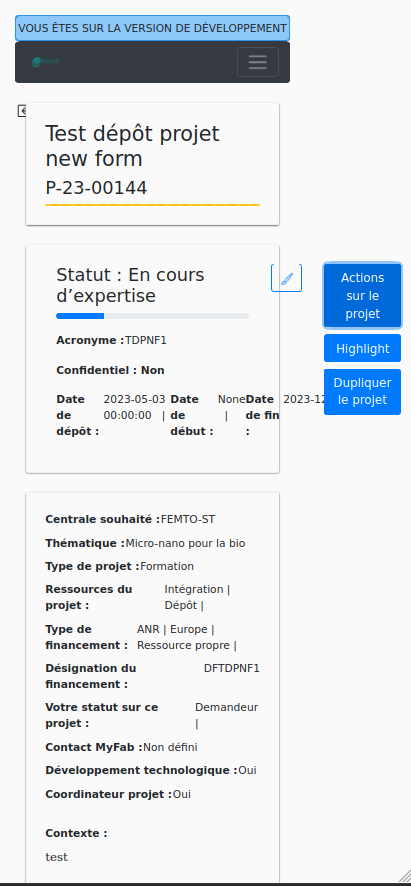 VOUS ÊTES SUR LA VERSION DE DÉVELOPPEMENT
Test dépôt projet
new form
P-23-00144
Statut : En cours
d’expertise
Actions
sur le
projet
Highlight
Dupliquer
le projet
Acronyme :TDPNF1
Confidentiel : Non
Date 2023-05-03 Date NoneDate 2023-12
de 00:00:00 | de | de fin
dépôt : début : :
Centrale souhaité :FEMTO-ST
Thématique :Micro-nano pour la bio
Type de projet :Formation
Ressources du Intégration |
projet : Dépôt |
Type de ANR | Europe |
financement : Ressource propre |
Désignation du DFTDPNF1
financement :
Votre statut sur ce Demandeur
projet : |
Contact MyFab :Non défini
Développement technologique :Oui
Coordinateur projet :Oui
Contexte :
test